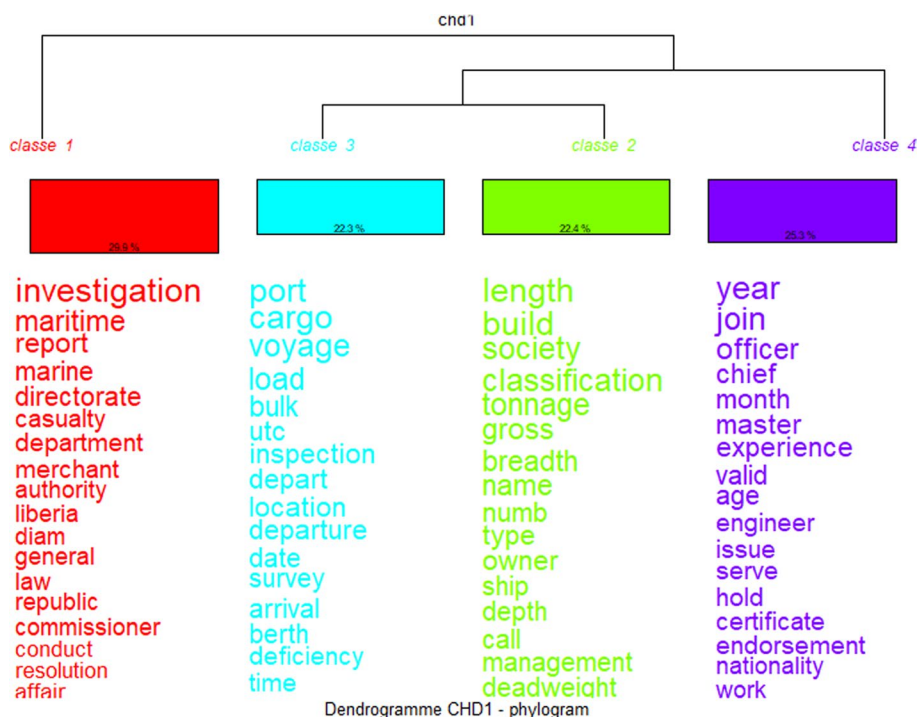 chd1
classe 1
classe 3
classe 2
classe 4
29.9 %
22.3 %
22.4 %
25.3 %
investigation
maritime
report
marine
directorate
casualty
department
merchant
authority
liberia
diam
general
law
republic
commissioner
conduct
resolution
affair
port
cargo
voyage
load
bulk
utc
inspection
depart
location
departure
date
survey
arrival
berth
deficiency
time
length
build
society
classification
tonnage
gross
breadth
name
numb
type
owner
ship
depth
call
management
deadweight
year
join
officer
chief
month
master
experience
valid
age
engineer
issue
serve
hold
certificate
endorsement
nationality
work
Dendrogramme CHD1 - phylogram